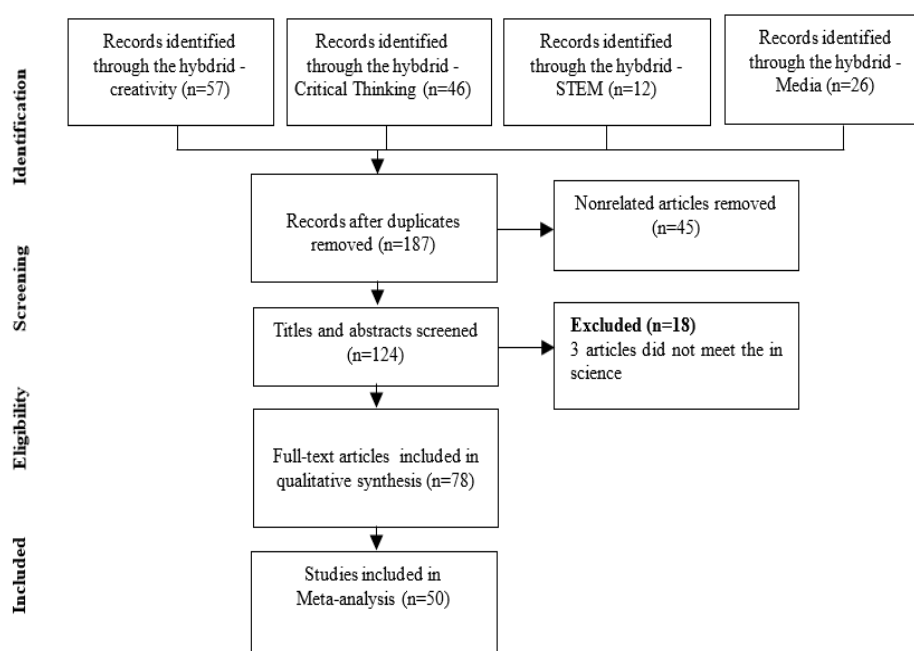 Identification
Records identified
through the hybdrid -
creativity (n=57)
Records identified
through the hybdrid -
Critical Thinking (n=46)
Records identified
through the hybdrid -
STEM (n=12)
Records identified
through the hybdrid -
Media (n=26)
Records after duplicates
removed (n=187)
Nonrelated articles removed
(n=45)
Screening
Titles and abstracts screened
(n=124)
Excluded (n=18)
3 articles did not meet the in
science
Eligibility
Full-text articles included in
qualitative synthesis (n=78)
Included
Studies included in
Meta-analysis (n=50)